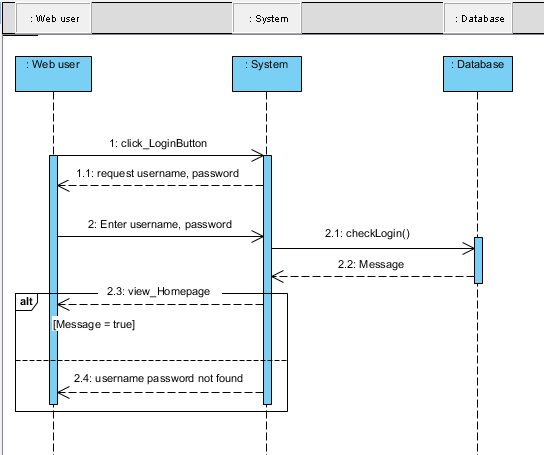 : Web user
: System
: Database
: Web user
: System
: Database
1: click_LoginButton
1.1: request username, password
2: Enter username, password
2.1: checkLogin()
2.2: Message
2.3: view_Homepage
alt
[Message = true]
2.4: username password not found